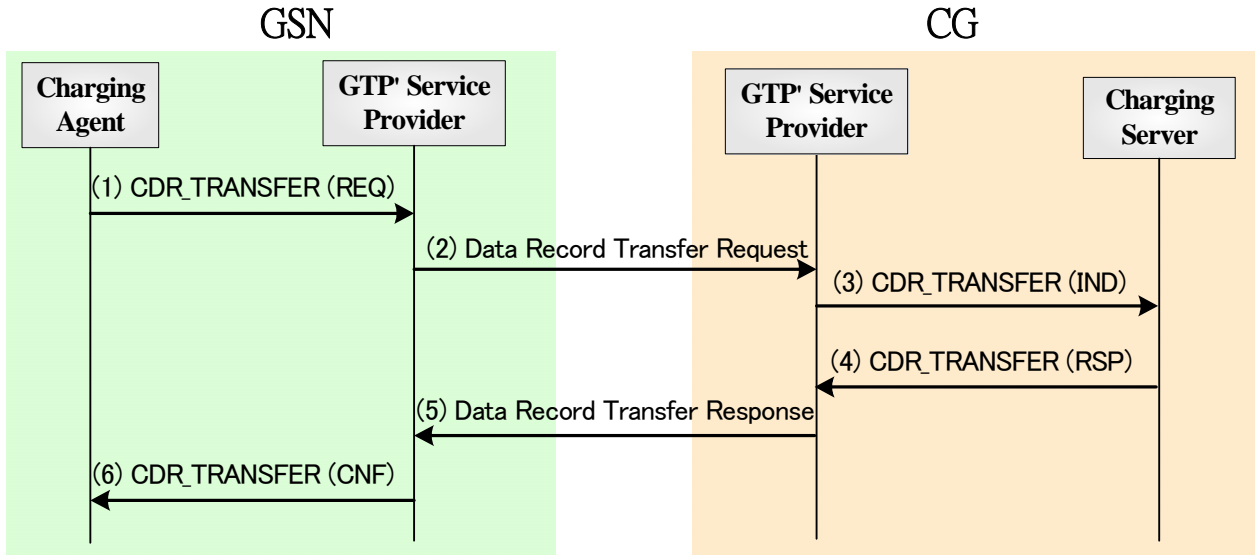 GSN
CG
Charging
Agent
GTP' Service
Provider
GTP' Service
Provider
Charging
Server
(1) CDR_TRANSFER (REQ)
(2) Data Record Transfer Request
(3) CDR_TRANSFER (IND)
(4) CDR_TRANSFER (RSP)
(5) Data Record Transfer Response
(6) CDR_TRANSFER (CNF)